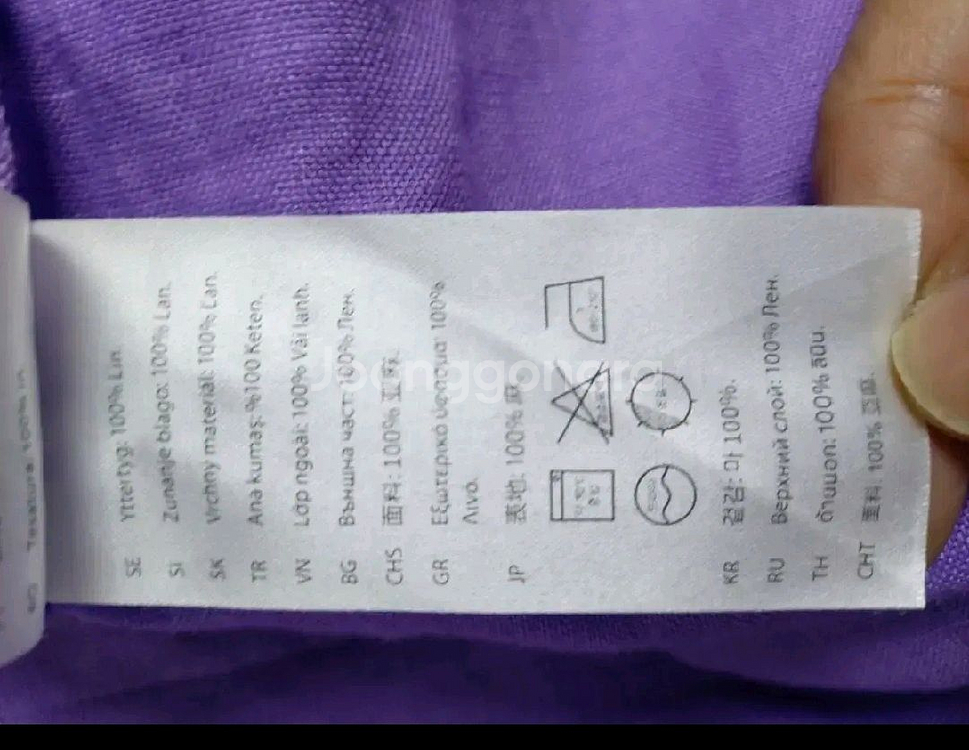 SE Yttertyg: 100% Lin.
SI Zunanje blago: 100% Lan.
SK Vrchný materiál: 100% Ľan.
TR Ana kumaş: %100 Keten.
VN Lớp ngoài: 100% Vải lanh.
BG Външна част: 100% Лен.
CHS 面料: 100% 亚麻.
GR Εξωτερικό ύφασμα: 100%
Λινό.
JP 表地: 100% 麻
KR 겉감: 마 100%.
RU Верхний слой: 100% Лен.
TH ด้านนอก: 100% ลินิน.
CHT 面料 100% 亞麻.
Joonggonara